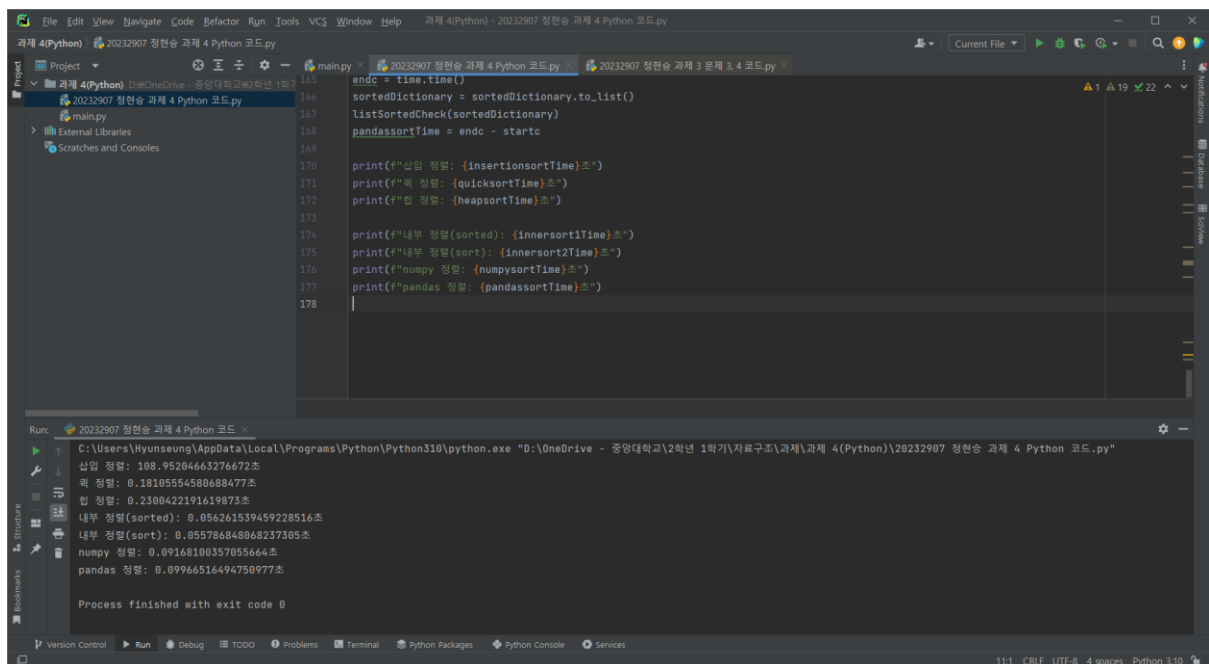 File Edit View Navigate Code Refactor Run Tools VCS Window Help 과제 4(Python) - 20232907 정현승 과제 4 Python 코드.py
과제 4(Python) 20232907 정현승 과제 4 Python 코드.py Current File
Project main.py 20232907 정현승 과제 4 Python 코드.py 20232907 정현승 과제 3 문제 3, 4 코드.py
과제 4(Python) D:₩OneDrive - 중앙대학교₩2학년 1학기
20232907 정현승 과제 4 Python 코드.py
main.py
External Libraries
Scratches and Consoles
1 19 22
165 endc = time.time()
166 sortedDictionary = sortedDictionary.to_list()
167 listSortedCheck(sortedDictionary)
168 pandassortTime = endc - startc
169
170 print(f"삽입 정렬: {insertionsortTime}초")
171 print(f"퀵 정렬: {quicksortTime}초")
172 print(f"힙 정렬: {heapsortTime}초")
173
174 print(f"내부 정렬(sorted): {innersort1Time}초")
175 print(f"내부 정렬(sort): {innersort2Time}초")
176 print(f"numpy 정렬: {numpysortTime}초")
177 print(f"pandas 정렬: {pandassortTime}초")
178
Project
Notifications
Database
SciView
Run: 20232907 정현승 과제 4 Python 코드
C:\Users\Hyunseung\AppData\Local\Programs\Python\Python310\python.exe "D:\OneDrive - 중앙대학교\2학년 1학기\자료구조\과제\과제 4(Python)\20232907 정현승 과제 4 Python 코드.py"
삽입 정렬: 108.95204663276672초
퀵 정렬: 0.18105554580688477초
힙 정렬: 0.2300422191619873초
내부 정렬(sorted): 0.056261539459228516초
내부 정렬(sort): 0.055786848068237305초
numpy 정렬: 0.09168100357055664초
pandas 정렬: 0.09966516494750977초
Process finished with exit code 0
Structure
Bookmarks
Version Control Run Debug TODO Problems Terminal Python Packages Python Console Services
11:1 CRLF UTF-8 4 spaces Python 3.10